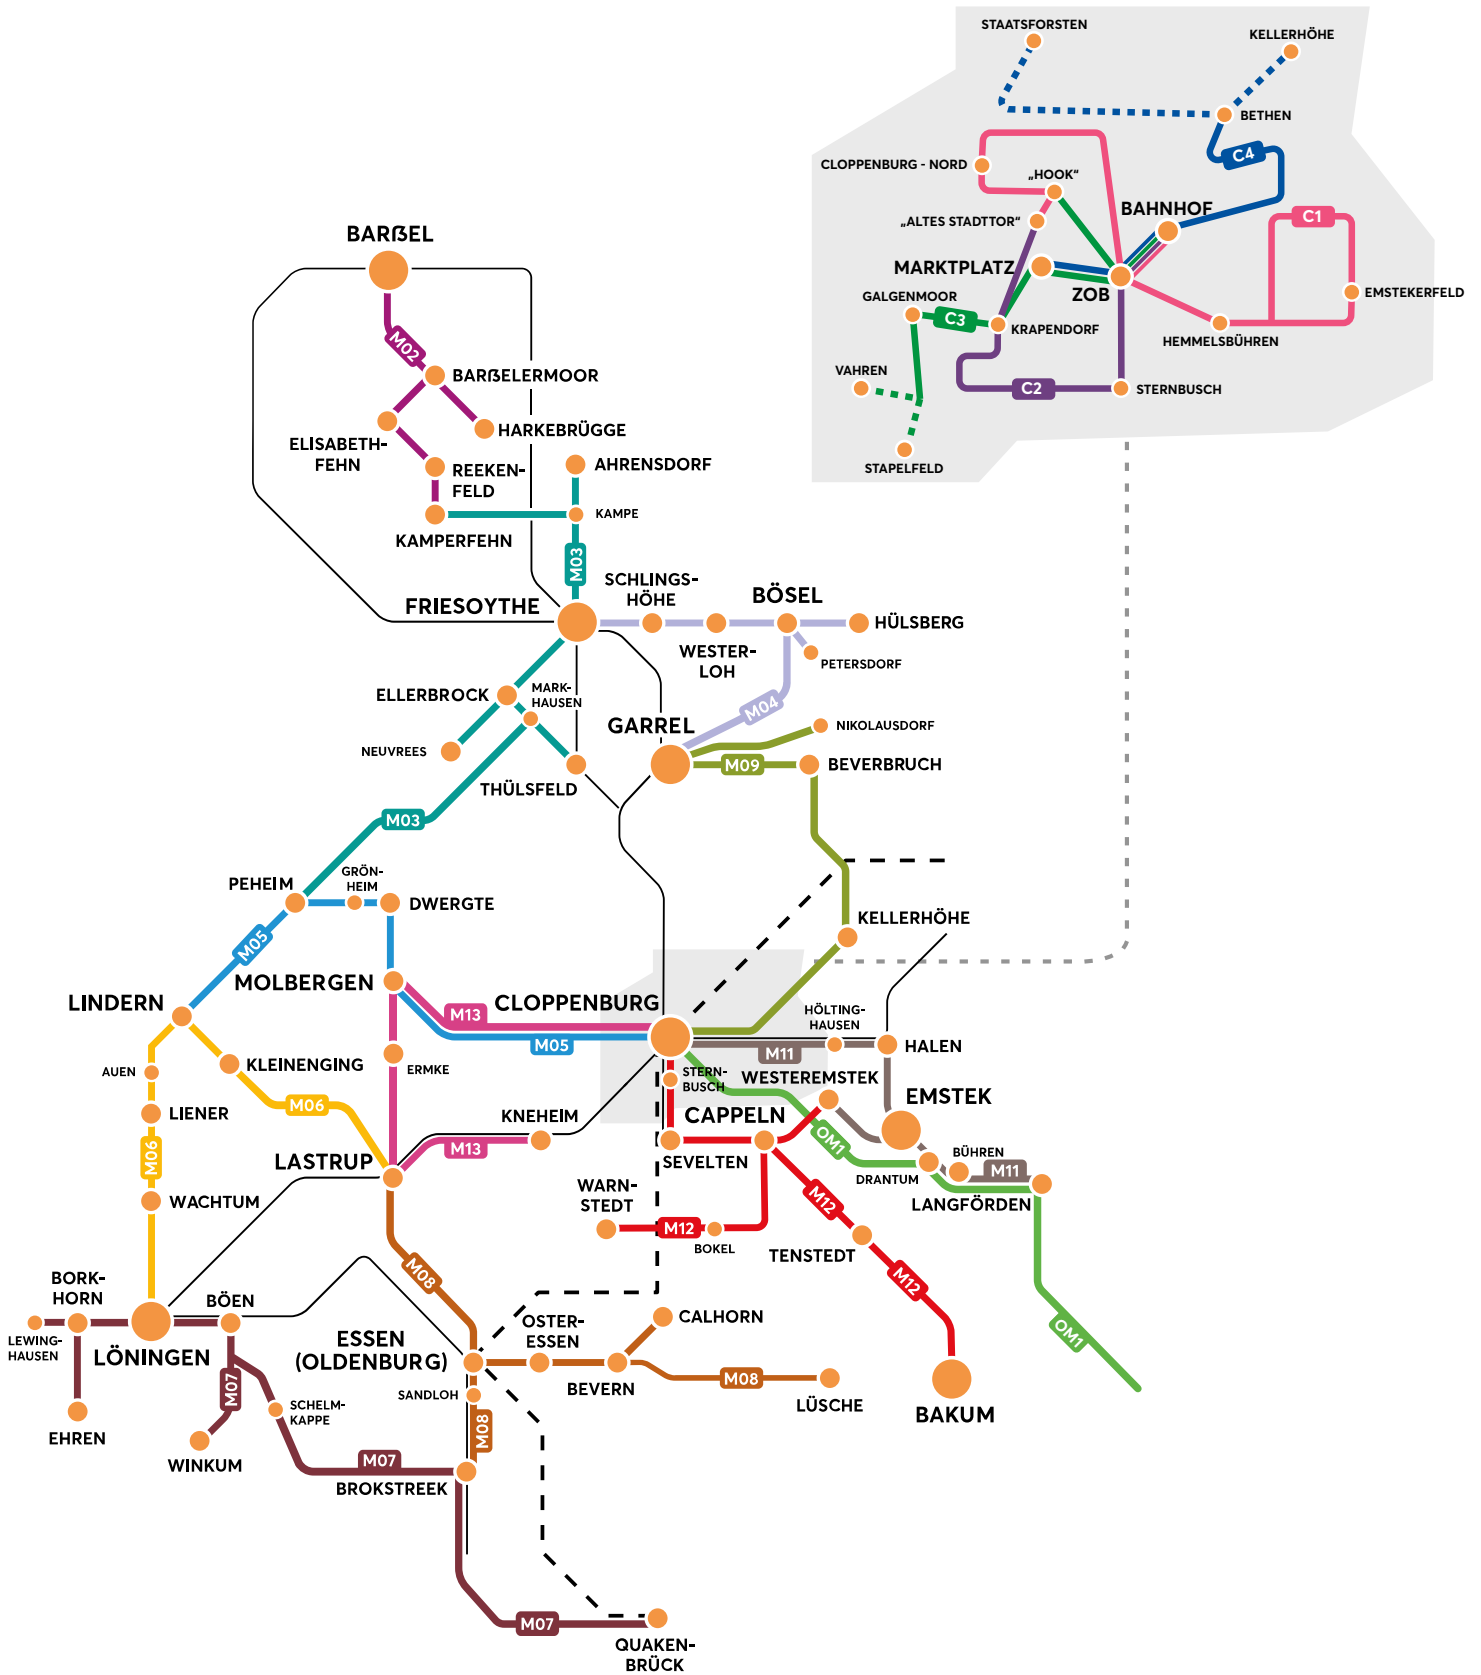 STAATSFORSTEN
KELLERHÖHE
BETHEN
C4
CLOPPENBURG - NORD
„HOOK“
„ALTES STADTTOR“
BAHNHOF
C1
MARKTPLATZ
ZOB
EMSTEKERFELD
GALGENMOOR
C3
KRAPENDORF
HEMMELSBÜHREN
VAHREN
C2
STERNBUSCH
STAPELFELD
BARßEL
M02
BARßELERMOOR
HARKEBRÜGGE
ELISABETH-
FEHN
REEKEN-
FELD
AHRENSDORF
KAMPE
KAMPERFEHN
M03
FRIESOYTHE
SCHLINGS-
HÖHE
BÖSEL
HÜLSBERG
WESTER-
LOH
PETERSDORF
ELLERBROCK
MARK-
HAUSEN
M04
NEUVREES
THÜLSFELD
GARREL
NIKOLAUSDORF
M09
BEVERBRUCH
M03
PEHEIM
GRÖN-
HEIM
DWERGTE
KELLERHÖHE
M05
MOLBERGEN
LINDERN
M13
CLOPPENBURG
M05
HÖLTING-
HAUSEN
M11
HALEN
AUEN
KLEINENGING
ERMKE
STERN-
BUSCH
WESTEREMSTEK
EMSTEK
LIENER
M06
KNEHEIM
CAPPELN
OM1
M06
LASTRUP
M13
SEVELTEN
DRANTUM
BÜHREN
M11
LANGFÖRDEN
WACHTUM
WARN-
STEDT
M12
BOKEL
M12
TENSTEDT
M08
M12
BORK-
HORN
BÖEN
LEWING-
HAUSEN
LÖNINGEN
ESSEN
(OLDENBURG)
OSTER-
ESSEN
CALHORN
OM1
BEVERN
M08
LÜSCHE
BAKUM
M07
SANDLOH
SCHELM-
KAPPE
M08
EHREN
WINKUM
M07
BROKSTREEK
M07
QUAKEN-
BRÜCK